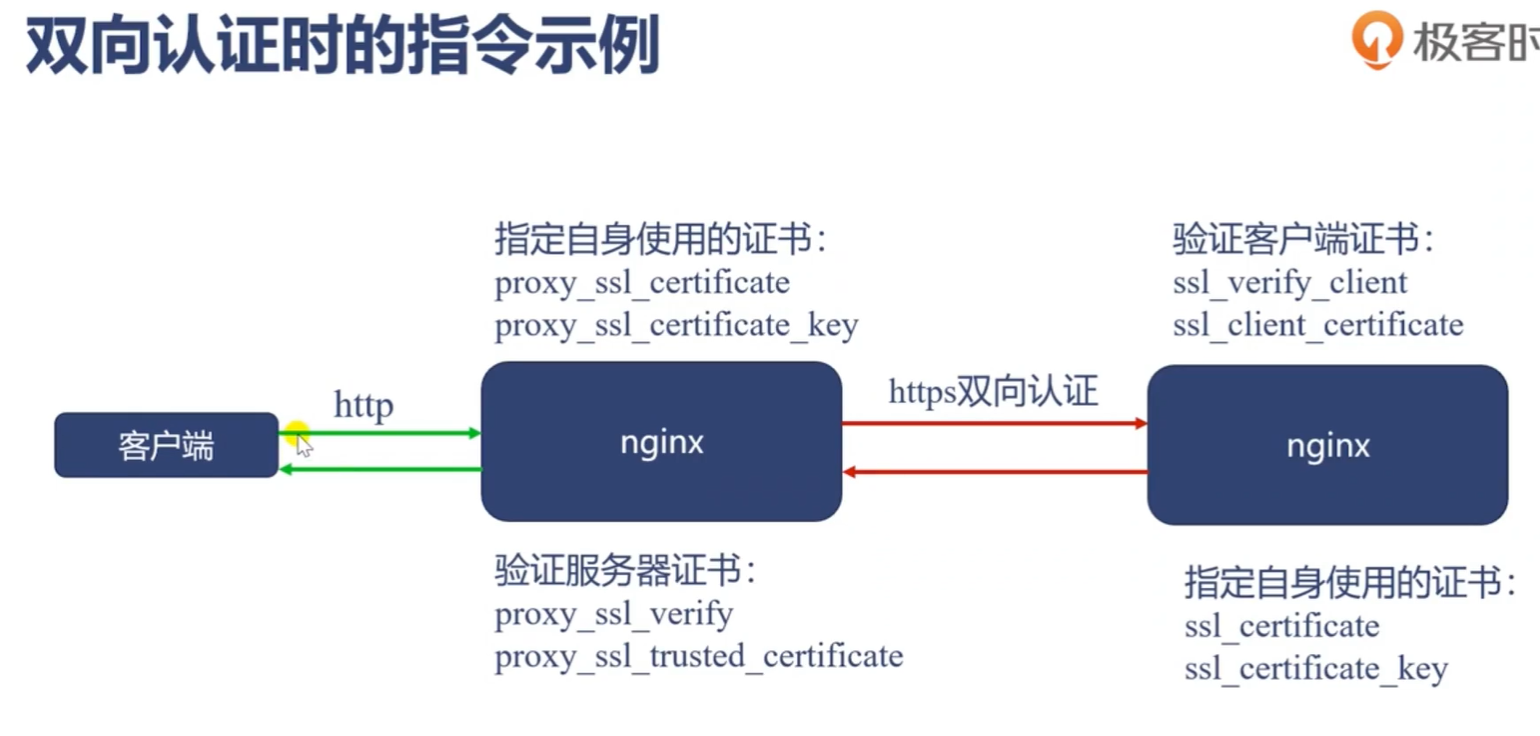 双向认证时的指令示例
极客时
指定自身使用的证书：
proxy_ssl_certificate
proxy_ssl_certificate_key
验证客户端证书：
ssl_verify_client
ssl_client_certificate
http
https双向认证
客户端
nginx
nginx
验证服务器证书：
proxy_ssl_verify
proxy_ssl_trusted_certificate
指定自身使用的证书：
ssl_certificate
ssl_certificate_key